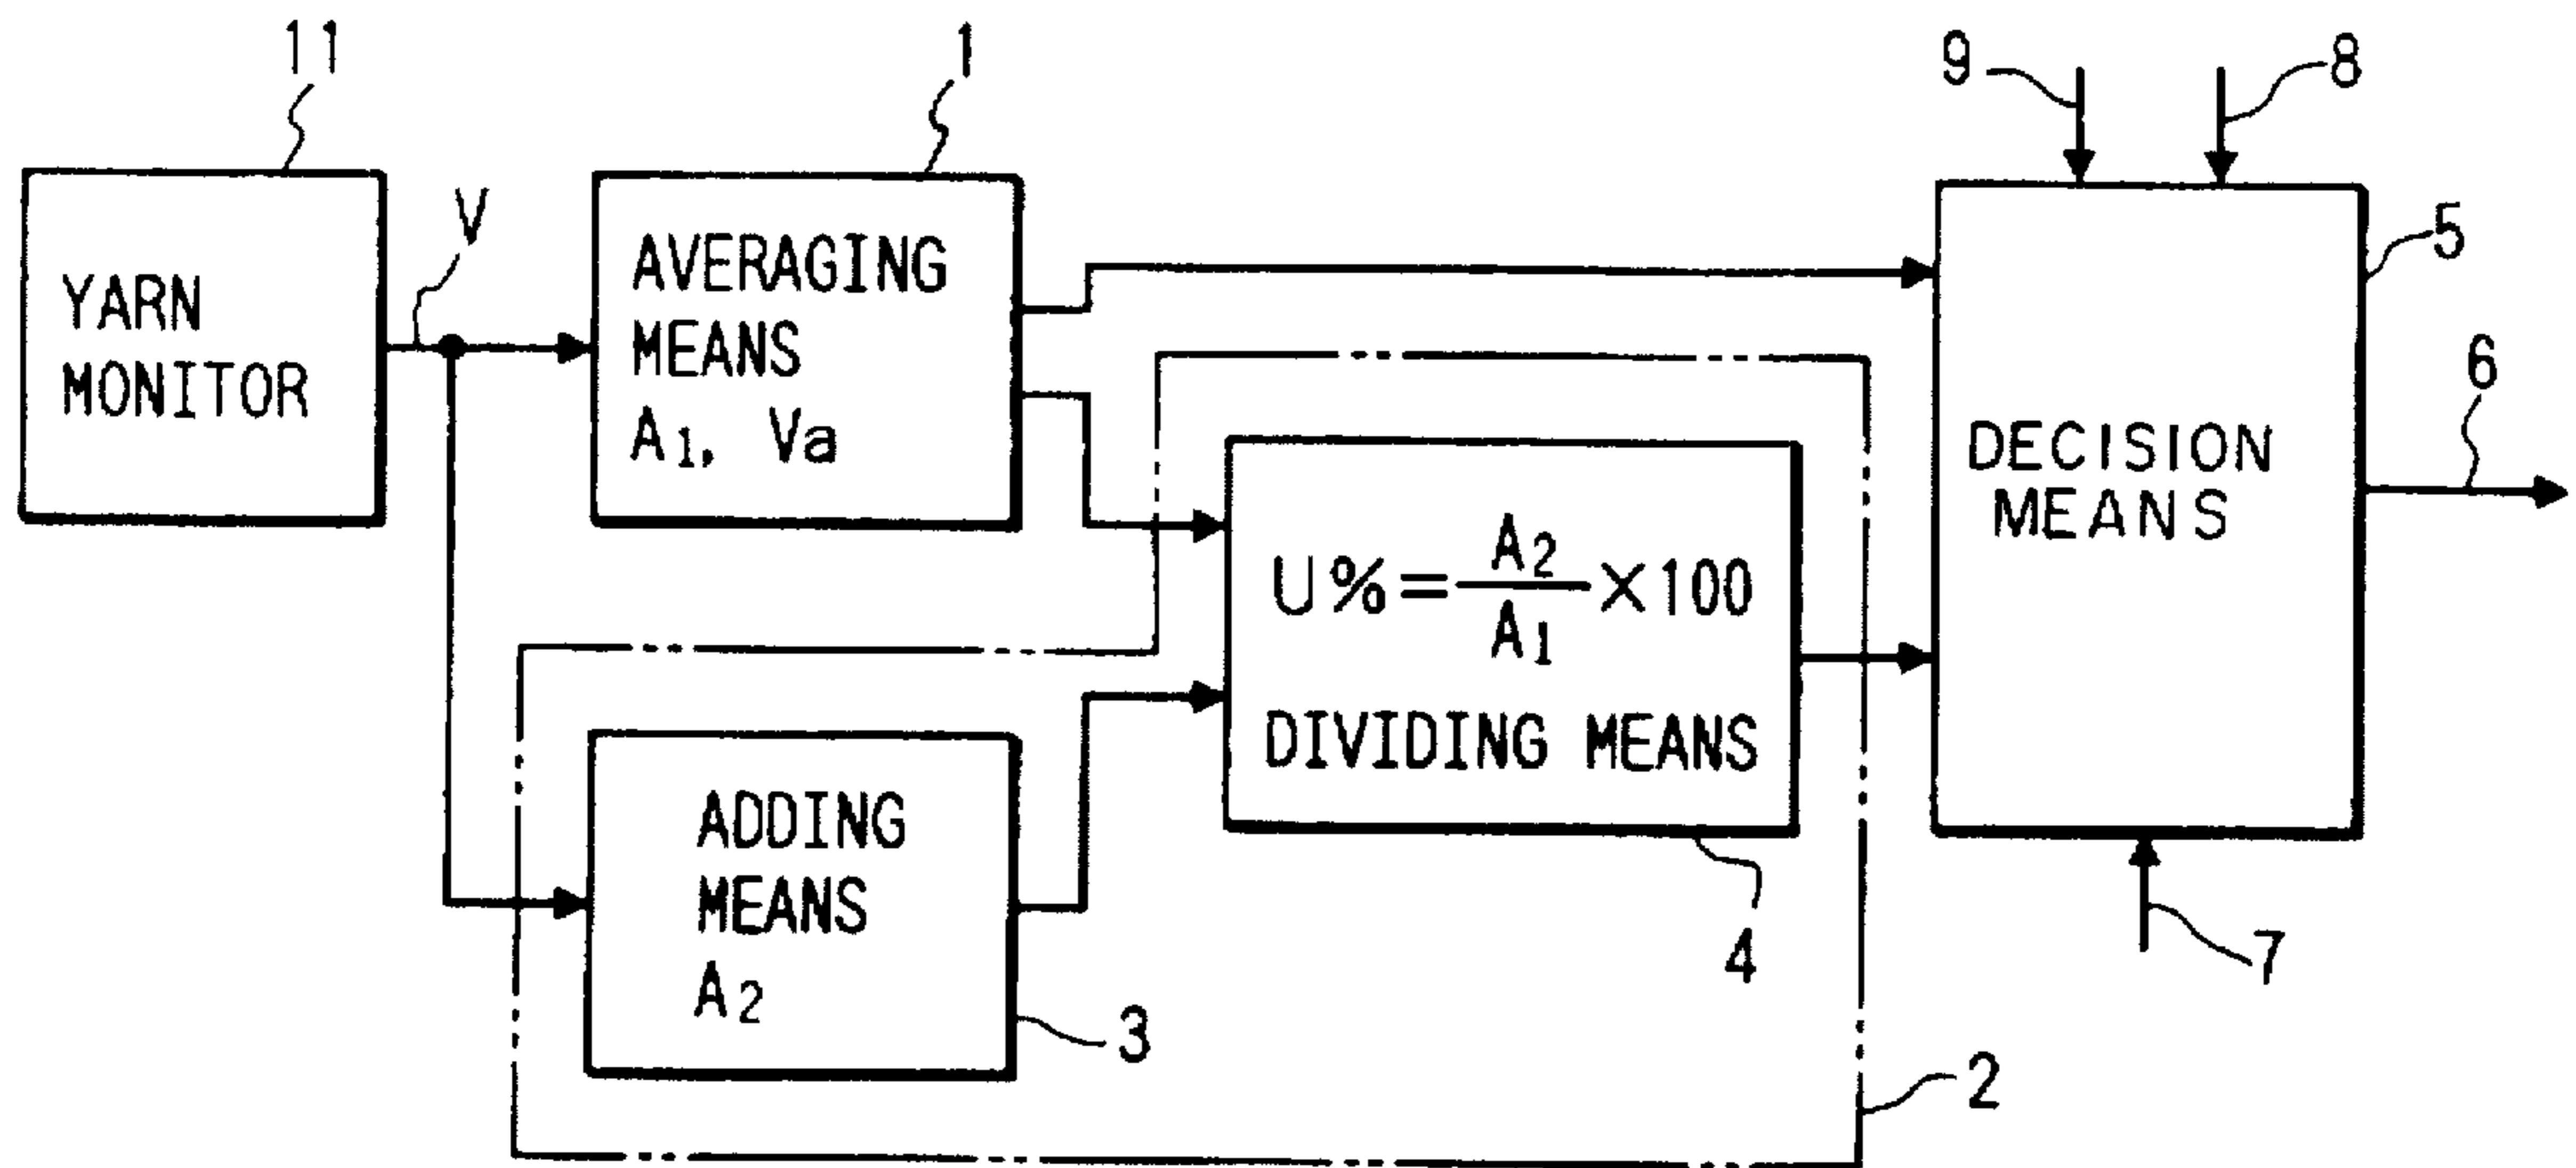 11
1
9
8
YARN
MONITOR
V
AVERAGING
MEANS
A1, Va
5
6
DECISION
MEANS
U%=A2/A1×100
DIVIDING MEANS
ADDING
MEANS
A2
3
4
7
2